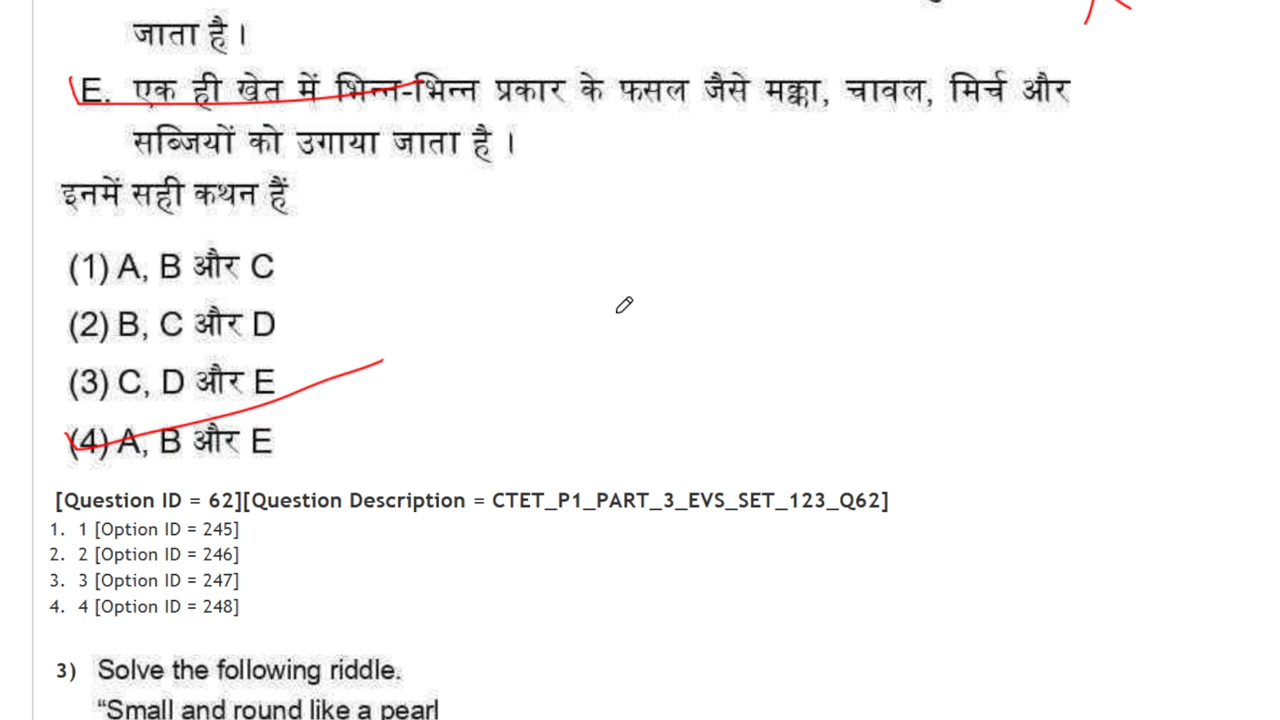 जाता है ।
E. एक ही खेत में भिन्न-भिन्न प्रकार के फसल जैसे मक्का, चावल, मिर्च और
सब्जियों को उगाया जाता है ।
इनमें सही कथन हैं
(1) A, B और C
(2) B, C और D
(3) C, D और E
(4) A, B और E
[Question ID = 62][Question Description = CTET_P1_PART_3_EVS_SET_123_Q62]
1. 1 [Option ID = 245]
2. 2 [Option ID = 246]
3. 3 [Option ID = 247]
4. 4 [Option ID = 248]
3) Solve the following riddle.
“Small and round like a pearl